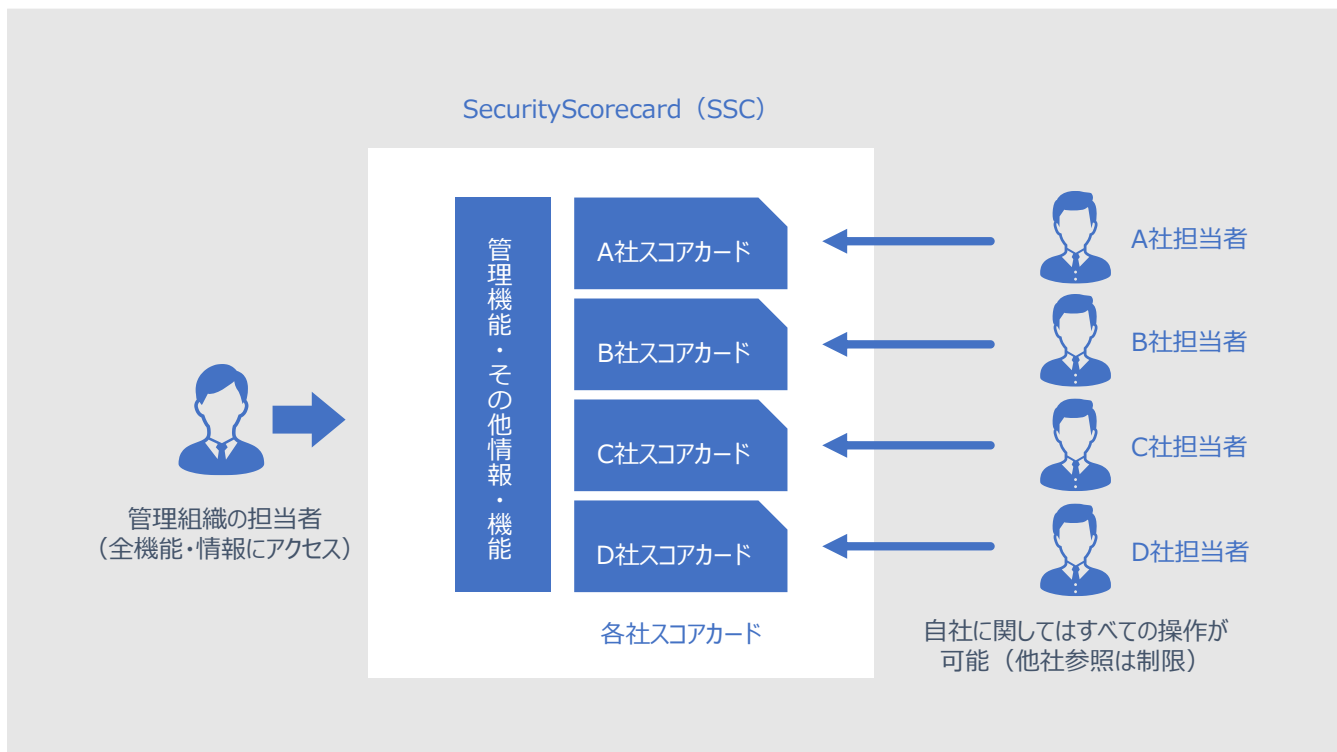 SecurityScorecard（SSC）
管理機能・その他情報・機能
A社スコアカード
B社スコアカード
C社スコアカード
D社スコアカード
各社スコアカード
管理組織の担当者
（全機能・情報にアクセス）
A社担当者
B社担当者
C社担当者
D社担当者
自社に関してはすべての操作が
可能（他社参照は制限）